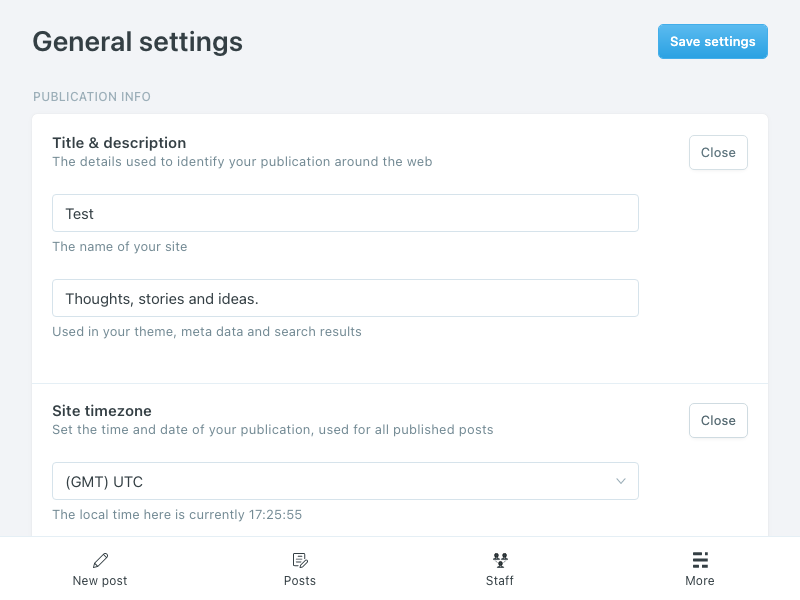 General settings
Save settings
PUBLICATION INFO
Title & description
The details used to identify your publication around the web
Close
Test
The name of your site
Thoughts, stories and ideas.
Used in your theme, meta data and search results
Site timezone
Set the time and date of your publication, used for all published posts
Close
(GMT) UTC
The local time here is currently 17:25:55
New post
Posts
Staff
More